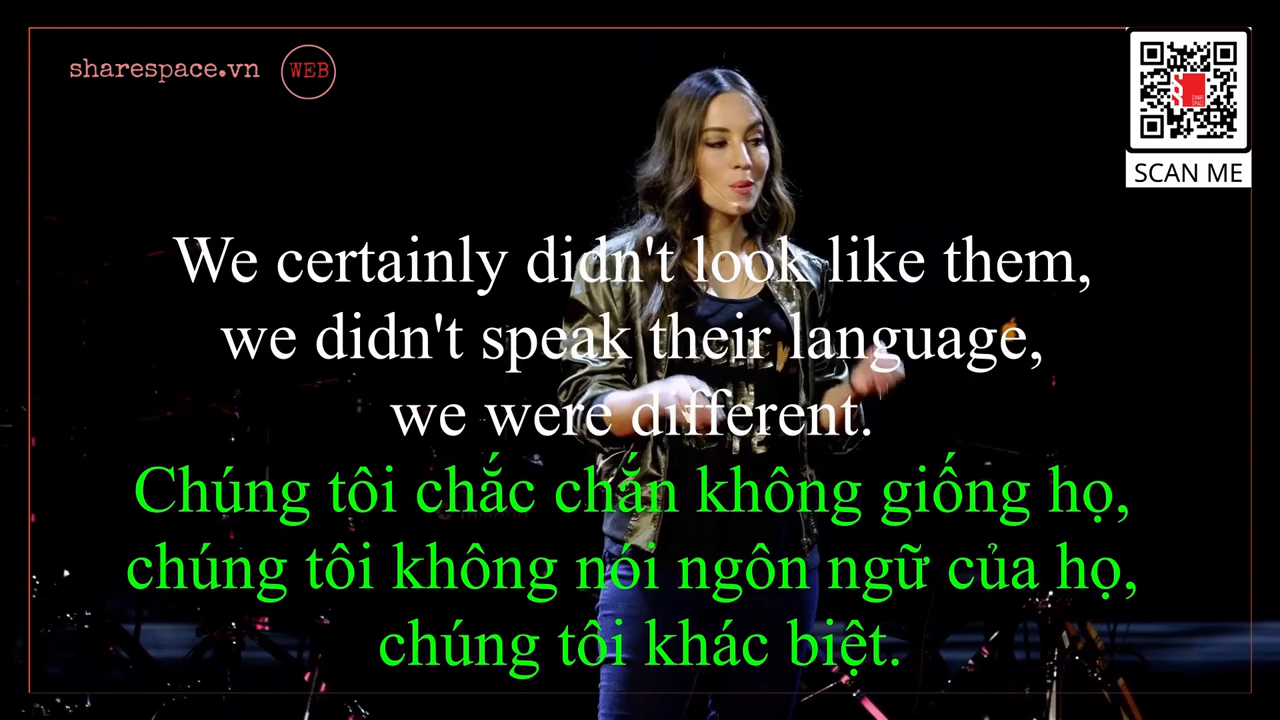 sharespace.vn
WEB
SCAN ME
We certainly didn't look like them,
we didn't speak their language,
we were different.
Chúng tôi chắc chắn không giống họ,
chúng tôi không nói ngôn ngữ của họ,
chúng tôi khác biệt.